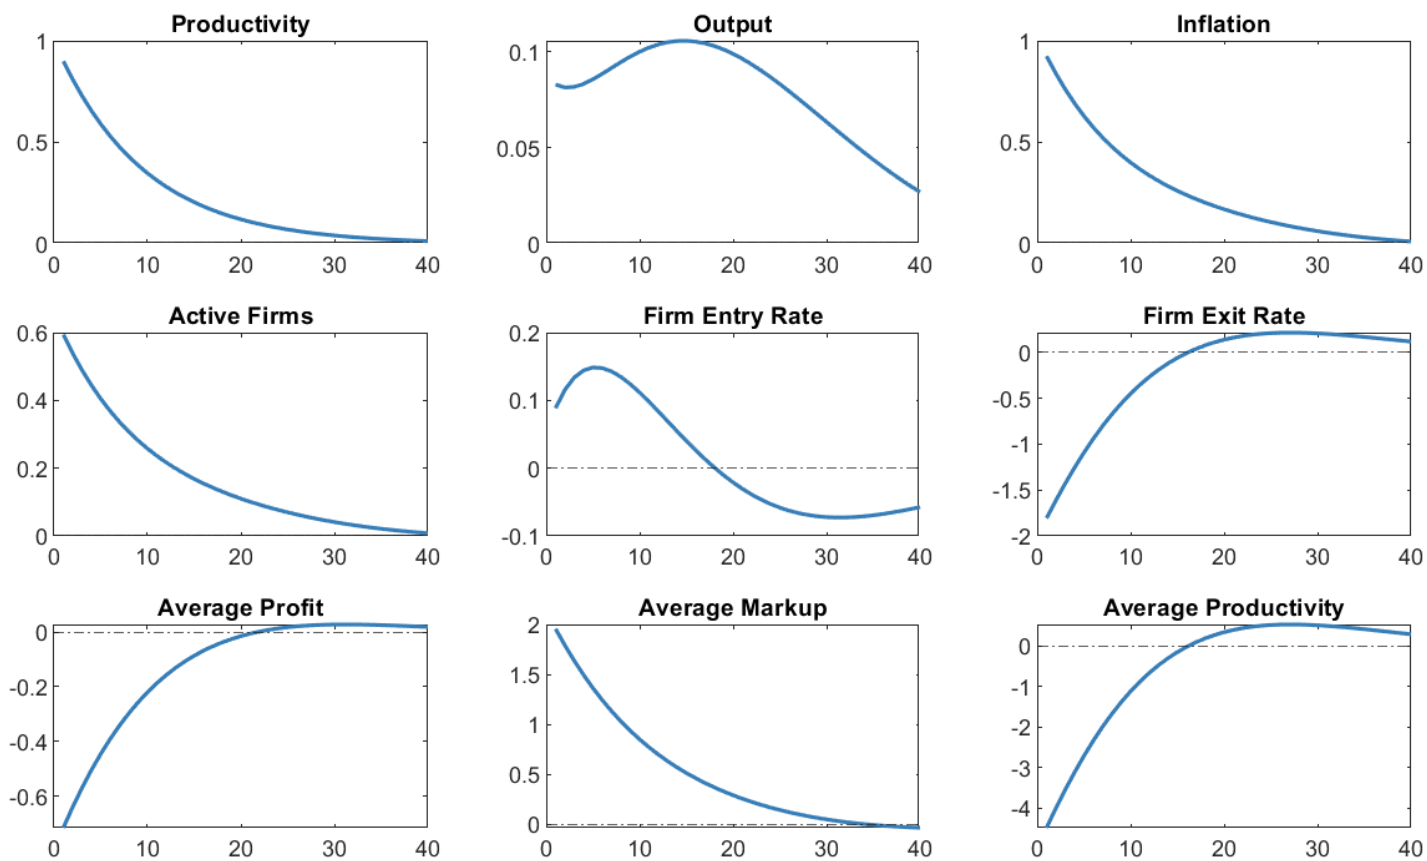 Productivity
1
0.5
0
0 10 20 30 40
Output
0.1
0.05
0
0 10 20 30 40
Inflation
1
0.5
0
0 10 20 30 40
Active Firms
0.6
0.4
0.2
0
0 10 20 30 40
Firm Entry Rate
0.2
0.1
0
-0.1
0 10 20 30 40
Firm Exit Rate
0
-0.5
-1
-1.5
-2
0 10 20 30 40
Average Profit
0
-0.2
-0.4
-0.6
0 10 20 30 40
Average Markup
2
1.5
1
0.5
0
0 10 20 30 40
Average Productivity
0
-1
-2
-3
-4
0 10 20 30 40